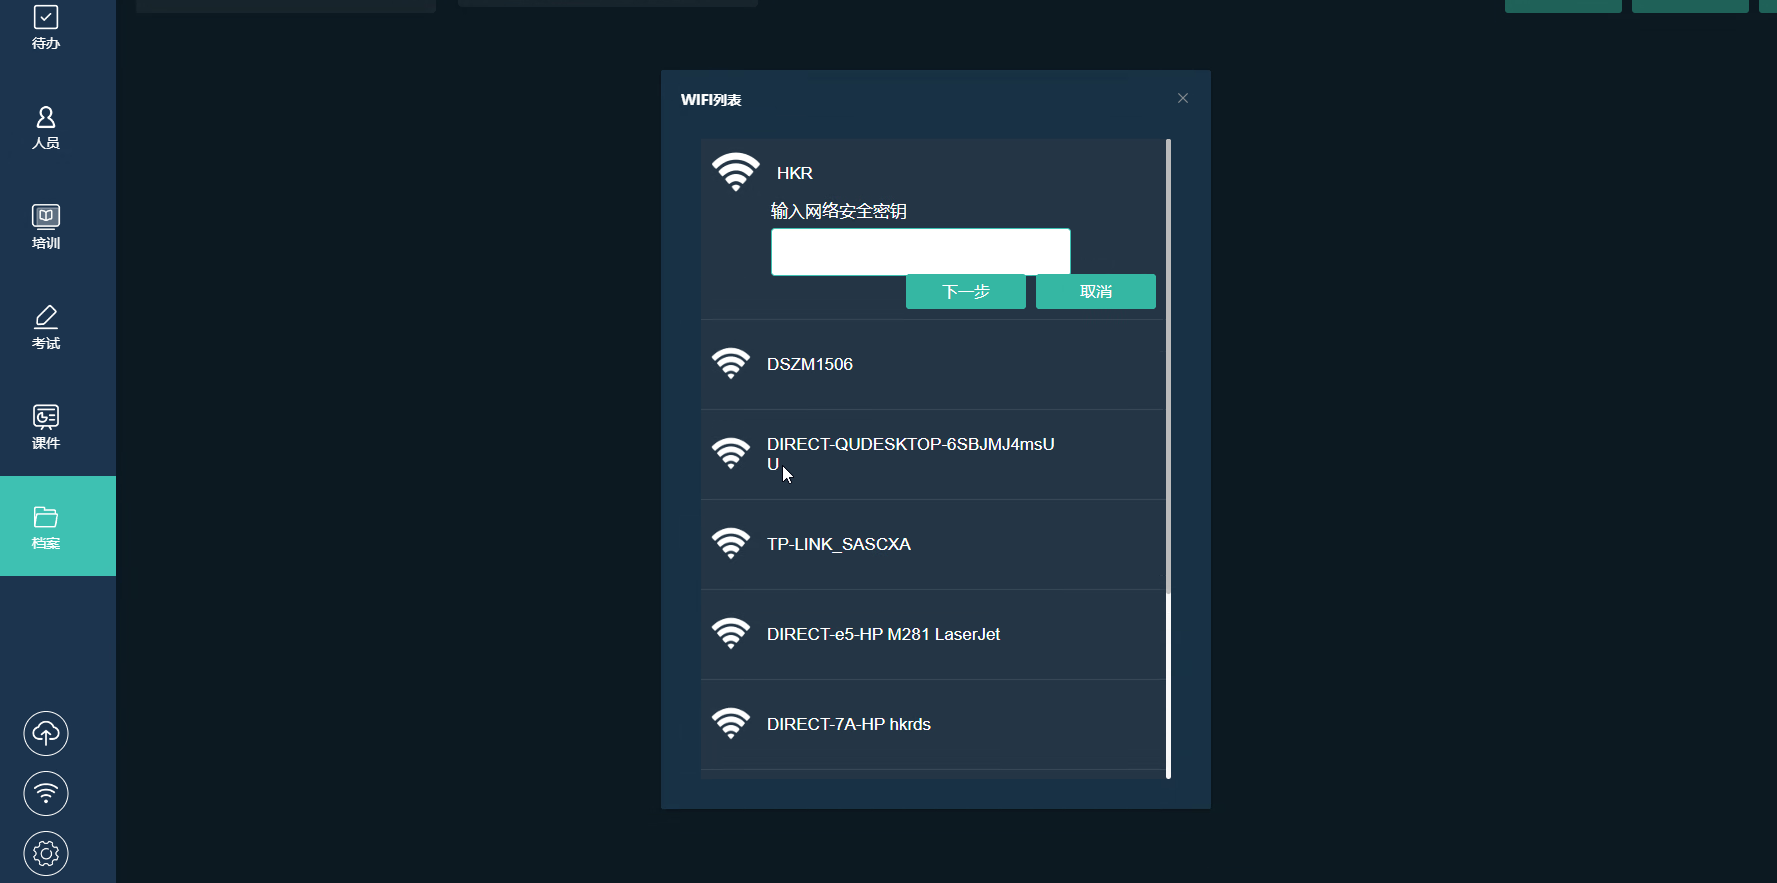 待办
人员
培训
考试
课件
档案
WIFI列表
HKR
输入网络安全密钥
下一步
取消
DSZM1506
DIRECT-QUDESKTOP-6SBJMJ4msU
U
TP-LINK_SASCXA
DIRECT-e5-HP M281 LaserJet
DIRECT-7A-HP hkrds